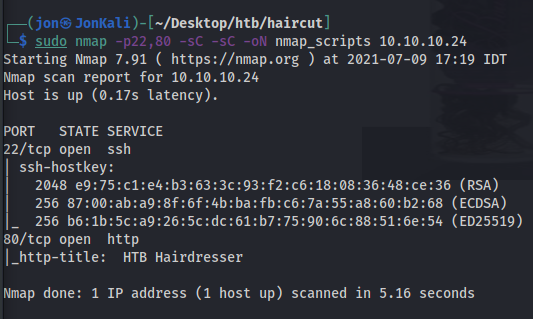 ┌──(jon㉿JonKali)-[~/Desktop/htb/haircut]
└─$ sudo nmap -p22,80 -sC -sC -oN nmap_scripts 10.10.10.24
Starting Nmap 7.91 ( https://nmap.org ) at 2021-07-09 17:19 IDT
Nmap scan report for 10.10.10.24
Host is up (0.17s latency).

PORT   STATE SERVICE
22/tcp open  ssh
| ssh-hostkey:
|   2048 e9:75:c1:e4:b3:63:3c:93:f2:c6:18:08:36:48:ce:36 (RSA)
|   256 87:00:ab:a9:8f:6f:4b:ba:fb:c6:7a:55:a8:60:b2:68 (ECDSA)
|_  256 b6:1b:5c:a9:26:5c:dc:61:b7:75:90:6c:88:51:6e:54 (ED25519)
80/tcp open  http
|_http-title:  HTB Hairdresser

Nmap done: 1 IP address (1 host up) scanned in 5.16 seconds